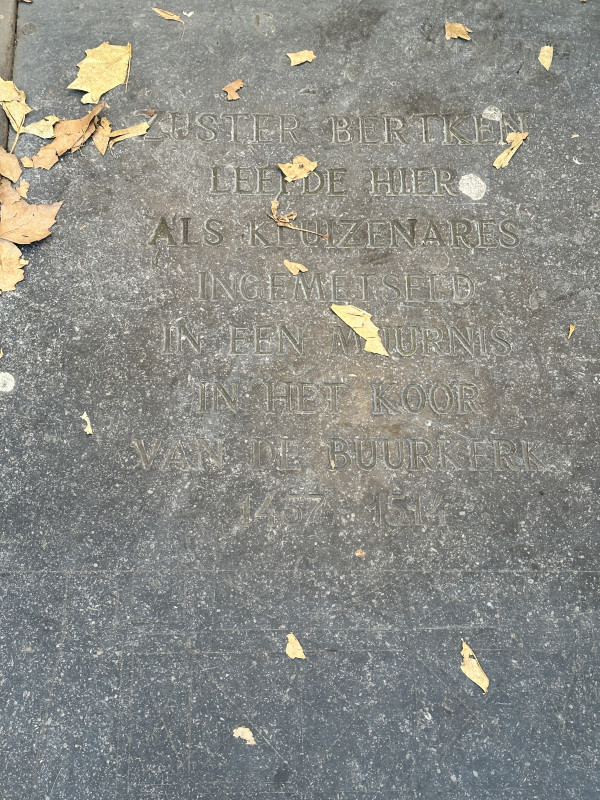 ZUSTER BERTKEN
LEEFDE HIER
ALS KLUIZENARES
INGEMETSELD
IN EEN MUURNIS
IN HET KOOR
VAN DE BUURKERK
1457 1514